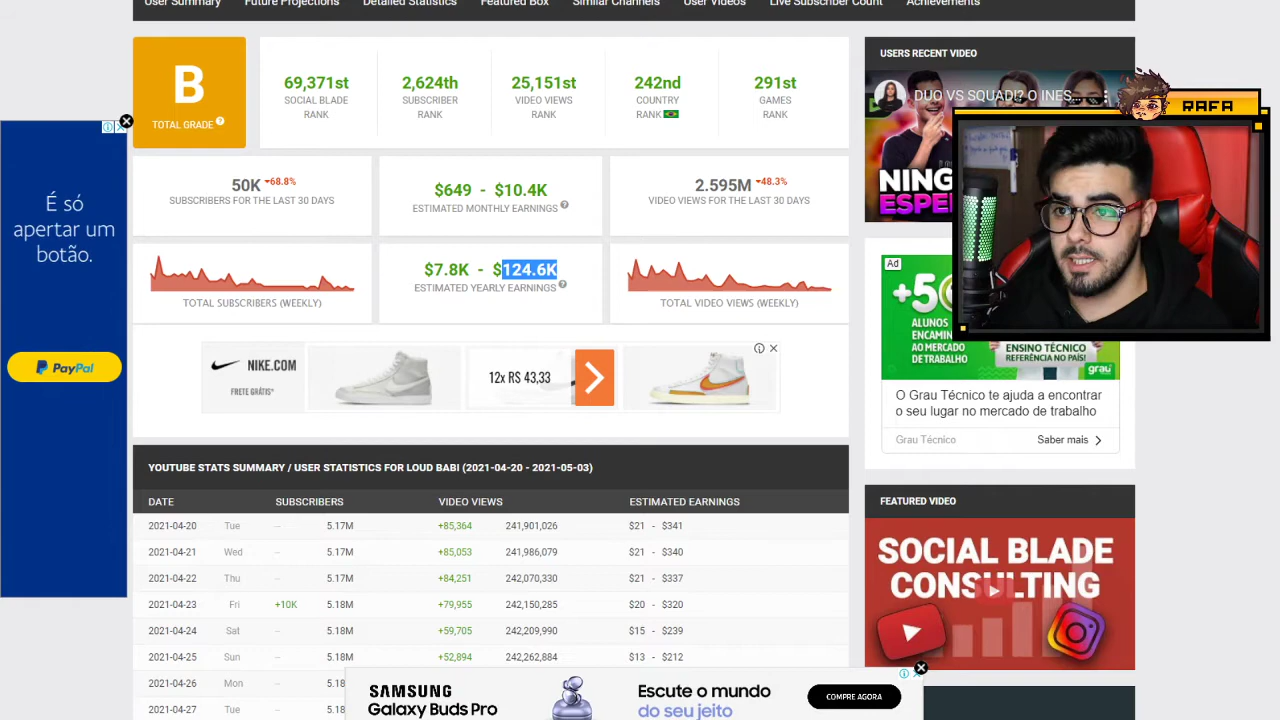 User Summary Future Projections Detailed Statistics Featured Box Similar Channels User Videos Live Subscriber Count Achievements
B
TOTAL GRADE
69,371st
SOCIAL BLADE
RANK
2,624th
SUBSCRIBER
RANK
25,151st
VIDEO VIEWS
RANK
242nd
COUNTRY
RANK
291st
GAMES
RANK
50K -68.8%
SUBSCRIBERS FOR THE LAST 30 DAYS
$649 - $10.4K
ESTIMATED MONTHLY EARNINGS
2.595M -48.3%
VIDEO VIEWS FOR THE LAST 30 DAYS
TOTAL SUBSCRIBERS (WEEKLY)
$7.8K - $124.6K
ESTIMATED YEARLY EARNINGS
TOTAL VIDEO VIEWS (WEEKLY)
É só
apertar um
botão.
PayPal
NIKE.COM
FRETE GRÁTIS*
12x R$ 43,33
YOUTUBE STATS SUMMARY / USER STATISTICS FOR LOUD BABI (2021-04-20 - 2021-05-03)
DATE SUBSCRIBERS VIDEO VIEWS ESTIMATED EARNINGS
2021-04-20 Tue -- 5.17M +85,364 241,901,026 $21 - $341
2021-04-21 Wed -- 5.17M +85,053 241,986,079 $21 - $340
2021-04-22 Thu -- 5.17M +84,251 242,070,330 $21 - $337
2021-04-23 Fri +10K 5.18M +79,955 242,150,285 $20 - $320
2021-04-24 Sat -- 5.18M +59,705 242,209,990 $15 - $239
2021-04-25 Sun -- 5.18M +52,894 242,262,884 $13 - $212
2021-04-26 Mon -- 5.18
2021-04-27 Tue -- 5.18
SAMSUNG
Galaxy Buds Pro
Escute o mundo
do seu jeito
COMPRE AGORA
USERS RECENT VIDEO
DUO VS SQUAD! O INES...
NING
ESPE
RAFA
Ad
+50
ALUNOS
ENCAM
AO MERCADO
DE TRABALHO
ENSINO TÉCNICO
REFERÊNCIA NO PAÍS!
grau
O Grau Técnico te ajuda a encontrar
o seu lugar no mercado de trabalho
Grau Técnico Saber mais
FEATURED VIDEO
SOCIAL BLADE
CONSULTING